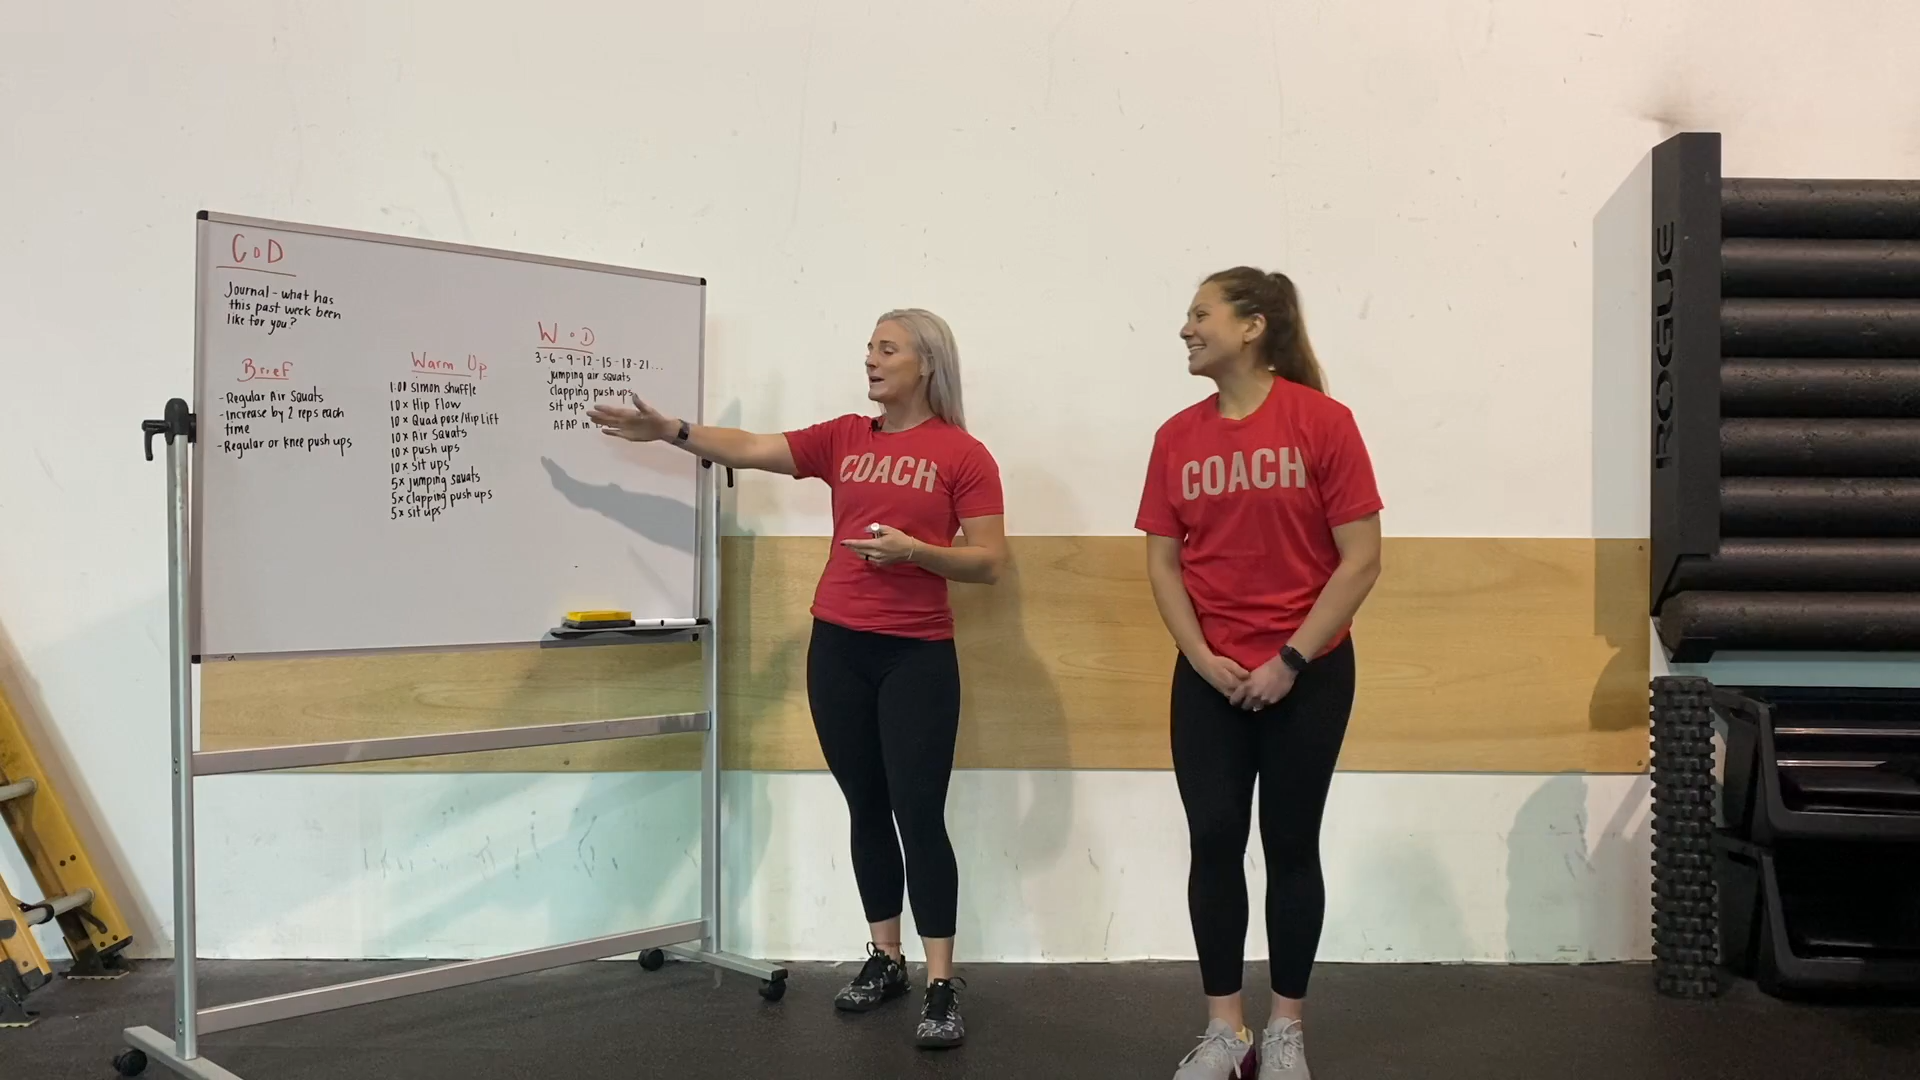 CoD
Journal - what has
this past week been
like for you?
Brief
- Regular Air Squats
- Increase by 2 reps each
time
- Regular or knee push ups
Warm Up
1:00 simon shuffle
10x Hip Flow
10x Quad pose/Hip Lift
10x Air Squats
10x push ups
10x sit ups
5x jumping squats
5x clapping push ups
5x sit ups
WoD
3-6-9-12-15-18-21...
jumping air squats
clapping push ups
sit ups
AFAP in
COACH
COACH
ROGUE